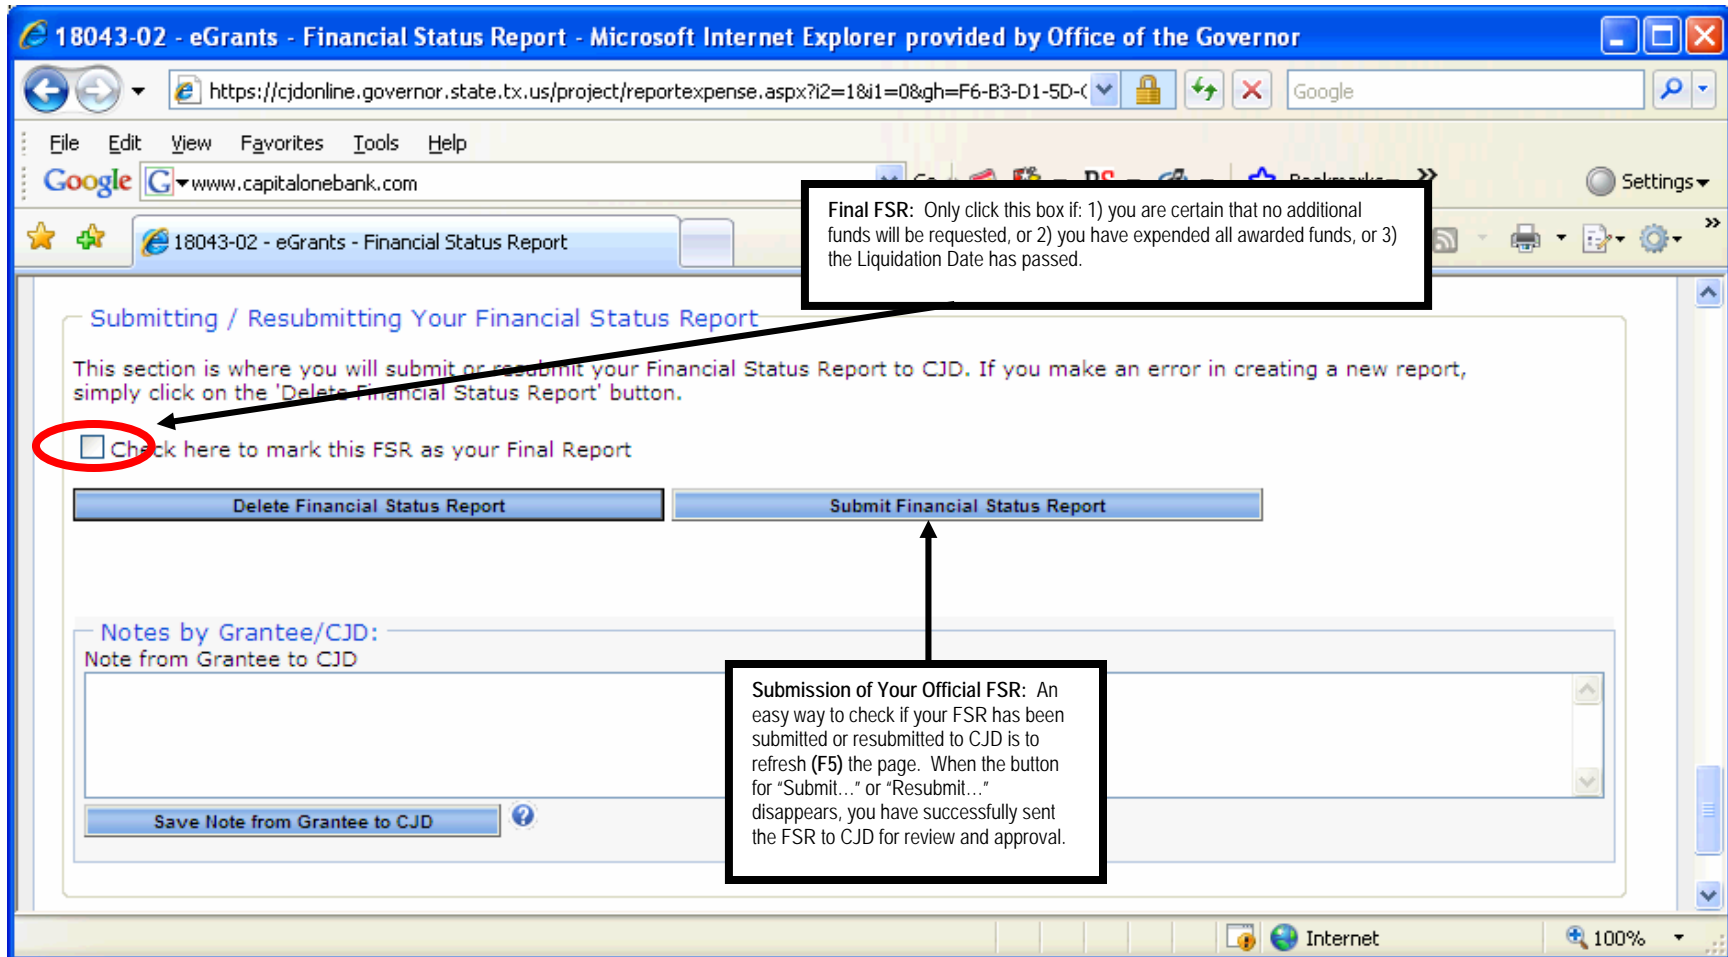 18043-02 - eGrants - Financial Status Report - Microsoft Internet Explorer provided by Office of the Governor
https://cjdonline.governor.state.tx.us/project/reportexpense.aspx?i2=1&i1=0&gh=F6-B3-D1-5D-(
Google
File Edit View Favorites Tools Help
Google G www.capitalonebank.com
Settings
18043-02 - eGrants - Financial Status Report
Final FSR: Only click this box if: 1) you are certain that no additional
funds will be requested, or 2) you have expended all awarded funds, or 3)
the Liquidation Date has passed.
Submitting / Resubmitting Your Financial Status Report
This section is where you will submit or resubmit your Financial Status Report to CJD. If you make an error in creating a new report,
simply click on the 'Delete Financial Status Report' button.
Check here to mark this FSR as your Final Report
Delete Financial Status Report
Submit Financial Status Report
Notes by Grantee/CJD:
Note from Grantee to CJD
Submission of Your Official FSR: An
easy way to check if your FSR has been
submitted or resubmitted to CJD is to
refresh (F5) the page. When the button
for “Submit…” or “Resubmit…”
disappears, you have successfully sent
the FSR to CJD for review and approval.
Save Note from Grantee to CJD
Internet
100%